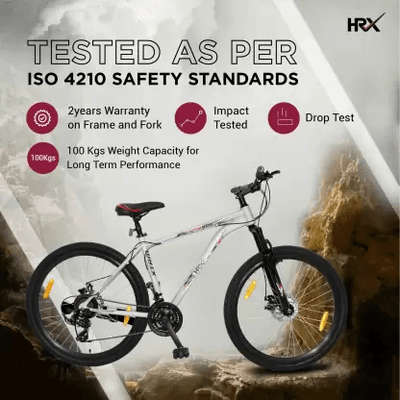 HRX
TESTED AS PER
ISO 4210 SAFETY STANDARDS
2years Warranty
on Frame and Fork
Impact
Tested
Drop Test
100Kgs
100 Kgs Weight Capacity for
Long Term Performance